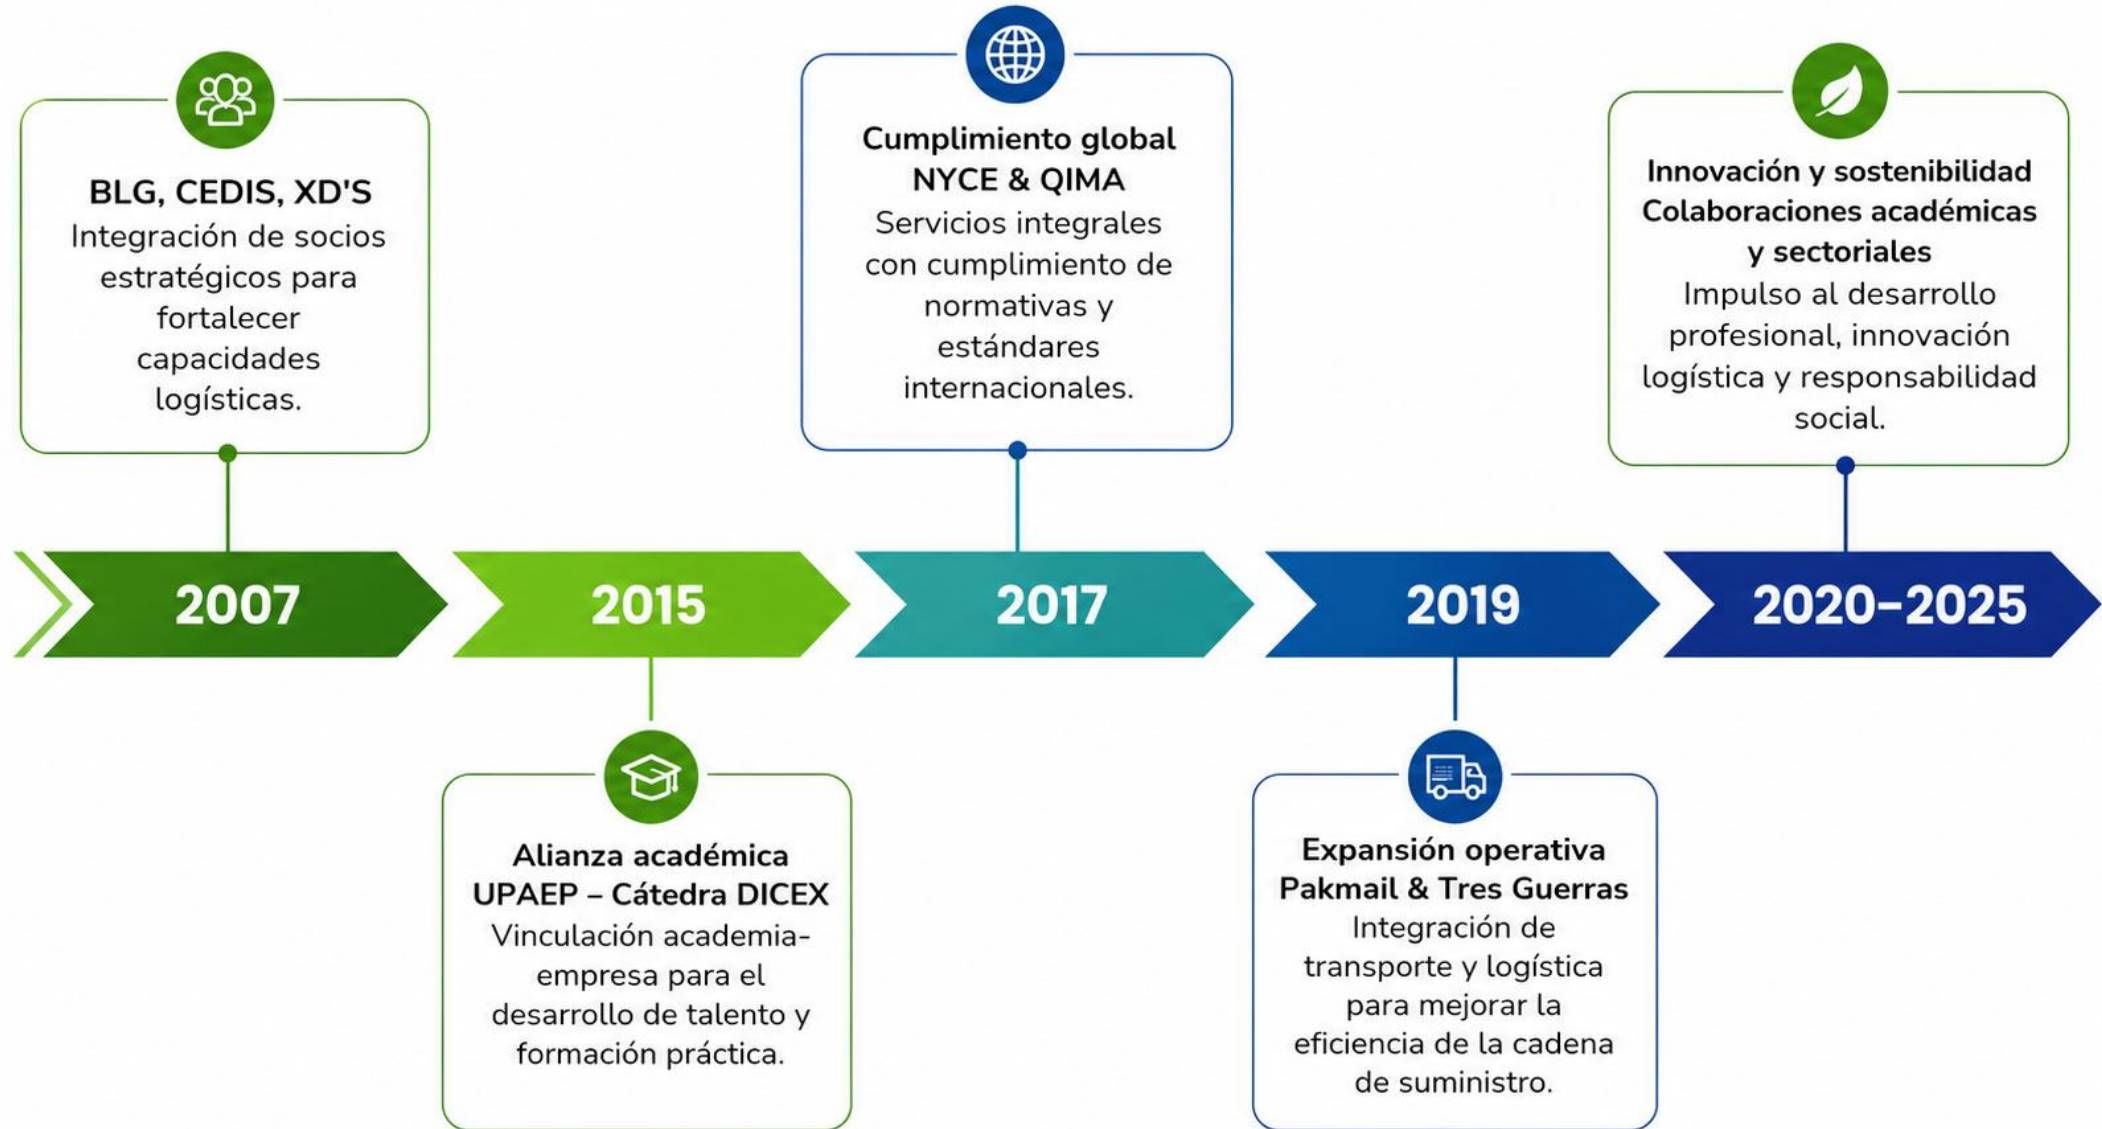 BLG, CEDIS, XD'S
Integración de socios
estratégicos para
fortalecer
capacidades
logísticas.
Cumplimiento global
NYCE & QIMA
Servicios integrales
con cumplimiento de
normativas y
estándares
internacionales.
Innovación y sostenibilidad
Colaboraciones académicas
y sectoriales
Impulso al desarrollo
profesional, innovación
logística y responsabilidad
social.
2007
2015
2017
2019
2020-2025
Alianza académica
UPAEP – Cátedra DICEX
Vinculación academia-
empresa para el
desarrollo de talento y
formación práctica.
Expansión operativa
Pakmail & Tres Guerras
Integración de
transporte y logística
para mejorar la
eficiencia de la cadena
de suministro.